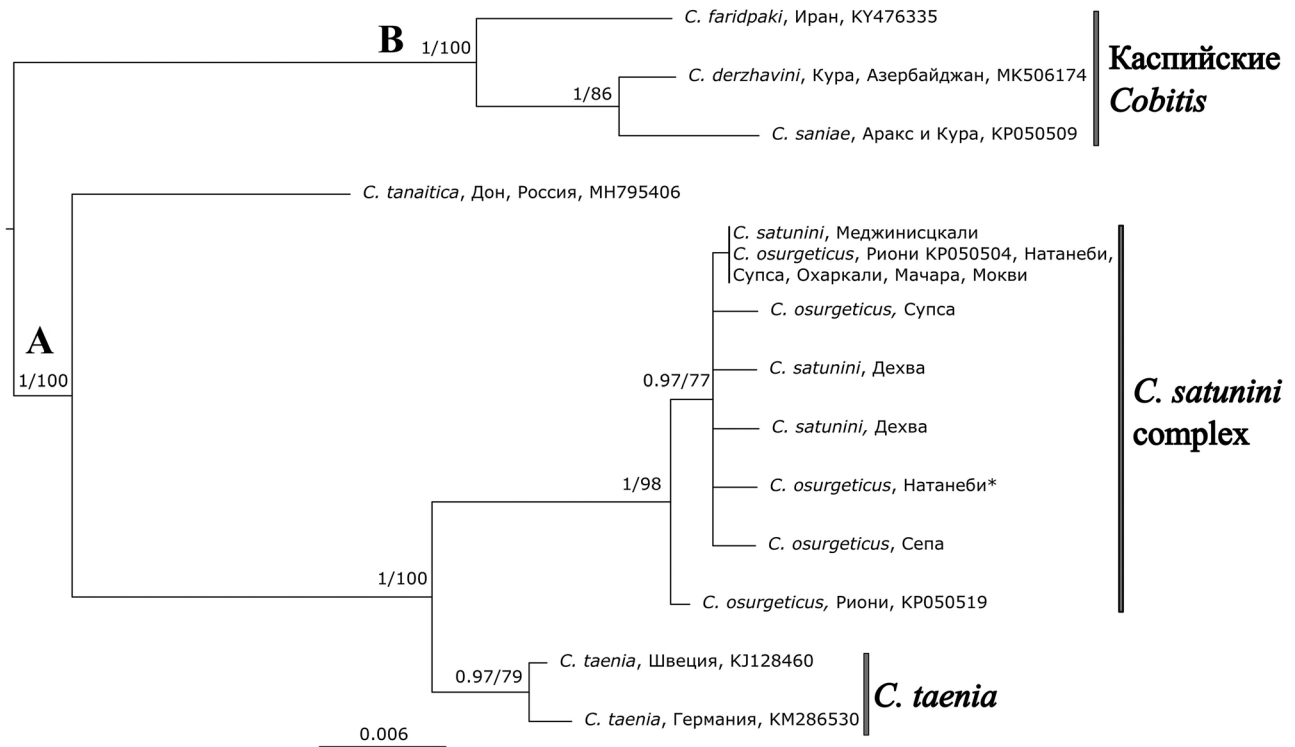 C. faridpaki, Иран, KY476335
B
1/100
Каспийские
Cobitis
C. derzhavini, Кура, Азербайджан, MK506174
1/86
C. saniae, Аракс и Кура, KP050509
C. tanaitica, Дон, Россия, MH795406
C. satunini, Меджинисцкали
C. osurgeticus, Риони KP050504, Натанеби,
Супса, Охаркали, Мачара, Мокви
C. osurgeticus, Супса
A
1/100
0.97/77
C. satunini, Дехва
C. satunini
complex
C. satunini, Дехва
1/98
C. osurgeticus, Натанеби*
C. osurgeticus, Сепа
1/100
C. osurgeticus, Риони, KP050519
C. taenia, Швеция, KJ128460
0.97/79
C. taenia
C. taenia, Германия, KM286530
0.006